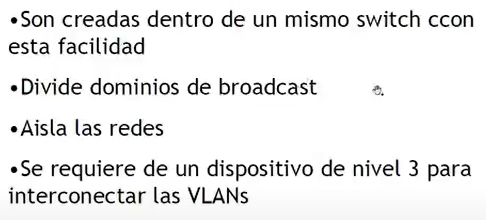 •Son creadas dentro de un mismo switch ccon
esta facilidad
•Divide dominios de broadcast
•Aisla las redes
•Se requiere de un dispositivo de nivel 3 para
interconectar las VLANs